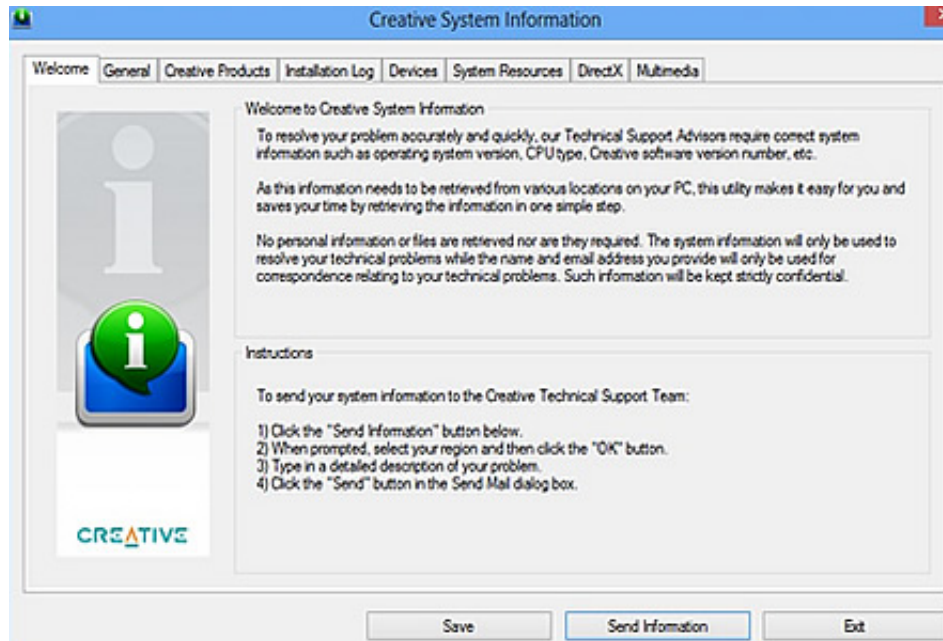 Creative System Information
Welcome General Creative Products Installation Log Devices System Resources DirectX Multimedia
Welcome to Creative System Information
To resolve your problem accurately and quickly, our Technical Support Advisors require correct system
information such as operating system version, CPU type, Creative software version number, etc.
As this information needs to be retrieved from various locations on your PC, this utility makes it easy for you and
saves your time by retrieving the information in one simple step.
No personal information or files are retrieved nor are they required. The system information will only be used to
resolve your technical problems while the name and email address you provide will only be used for
correspondence relating to your technical problems. Such information will be kept strictly confidential.
Instructions
To send your system information to the Creative Technical Support Team:
1) Click the "Send Information" button below.
2) When prompted, select your region and then click the "OK" button.
3) Type in a detailed description of your problem.
4) Click the "Send" button in the Send Mail dialog box.
CREATIVE
Save Send Information Exit